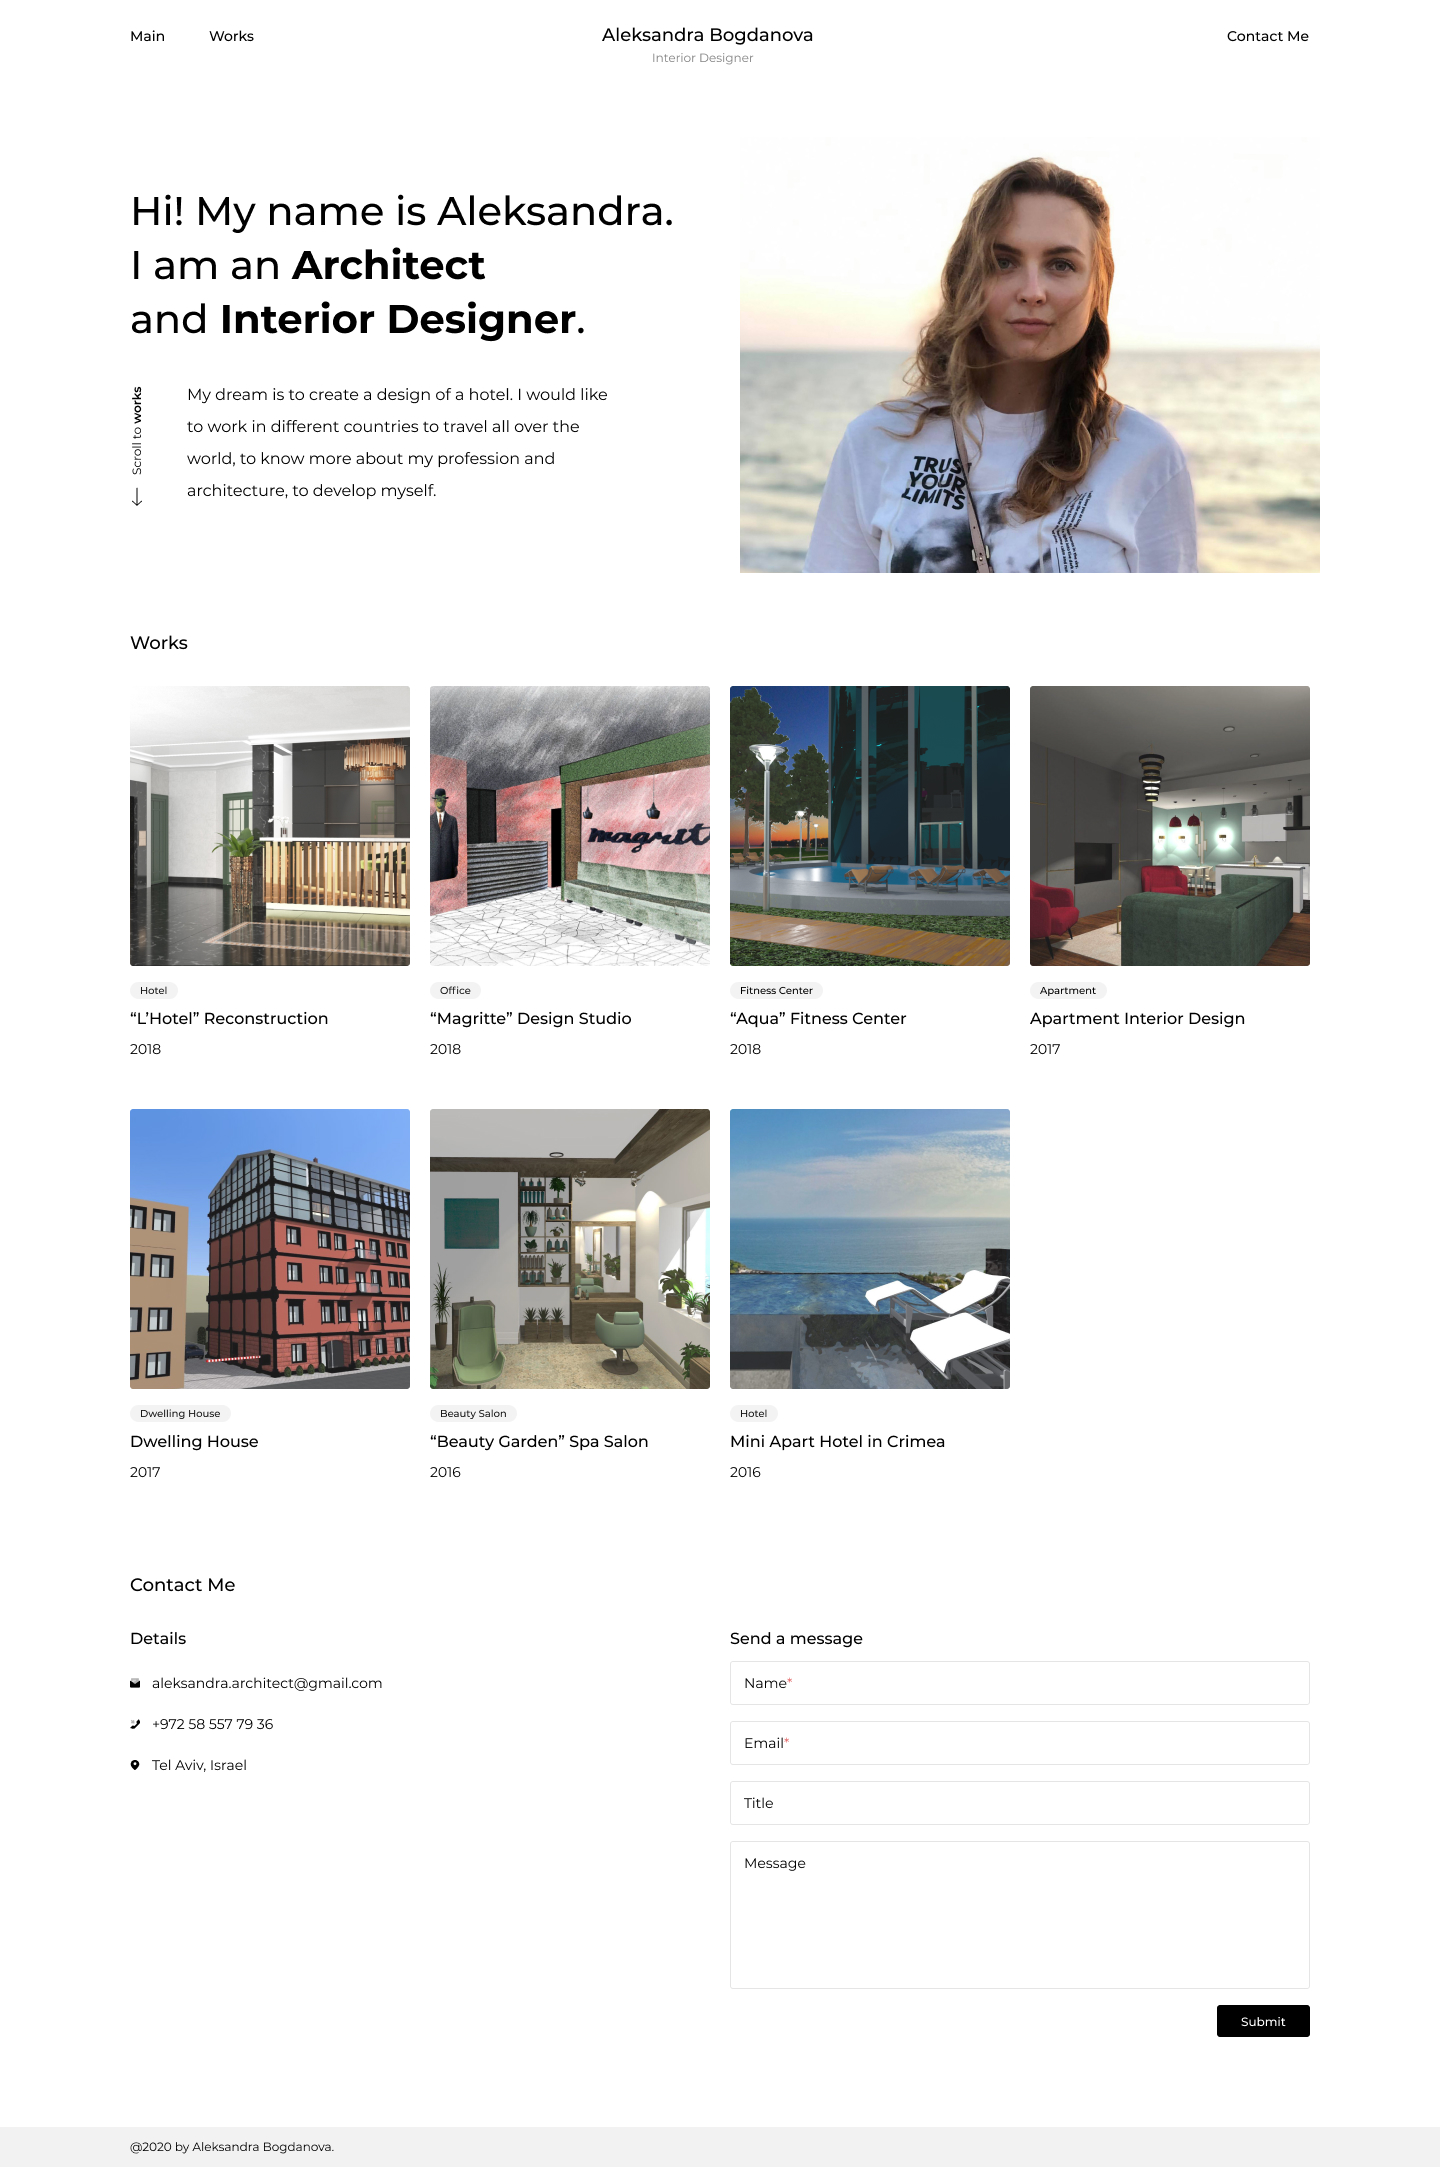 Main
Works
Aleksandra Bogdanova
Interior Designer
Contact Me
Hi! My name is Aleksandra.
I am an Architect
and Interior Designer.
Scroll to works
My dream is to create a design of a hotel. I would like
to work in different countries to travel all over the
world, to know more about my profession and
architecture, to develop myself.
TRUST
YOUR
LIMITS
Works
magritt
Hotel
“L’Hotel” Reconstruction
2018
Office
“Magritte” Design Studio
2018
Fitness Center
“Aqua” Fitness Center
2018
Apartment
Apartment Interior Design
2017
Dwelling House
Dwelling House
2017
Beauty Salon
“Beauty Garden” Spa Salon
2016
Hotel
Mini Apart Hotel in Crimea
2016
Contact Me
Details
aleksandra.architect@gmail.com
+972 58 557 79 36
Tel Aviv, Israel
Send a message
Name*
Email*
Title
Message
Submit
@2020 by Aleksandra Bogdanova.